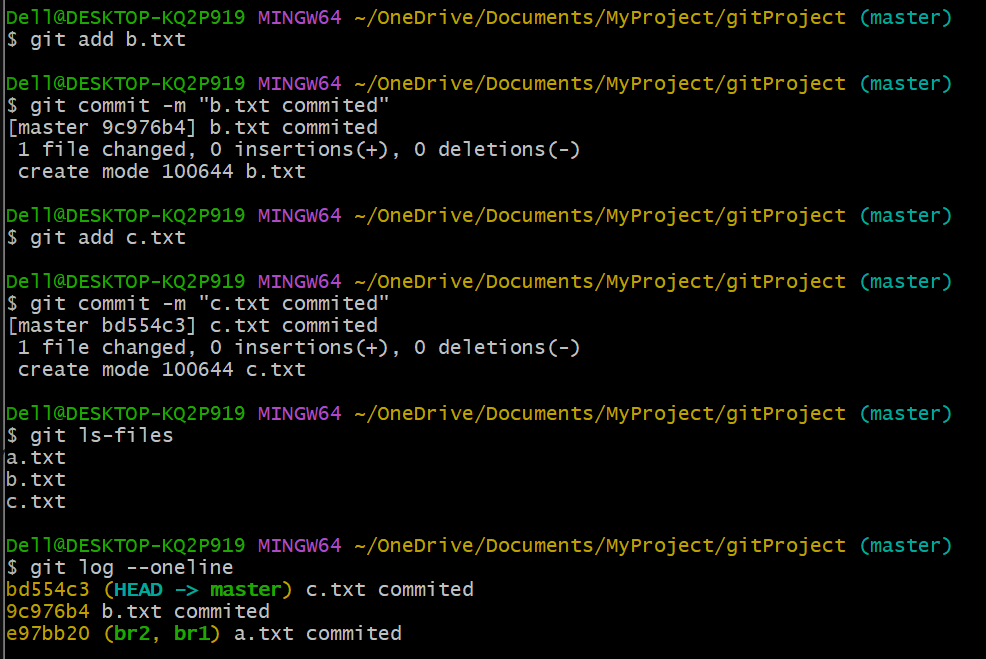 Dell@DESKTOP-KQ2P919 MINGW64 ~/OneDrive/Documents/MyProject/gitProject (master)
$ git add b.txt
Dell@DESKTOP-KQ2P919 MINGW64 ~/OneDrive/Documents/MyProject/gitProject (master)
$ git commit -m "b.txt commited"
[master 9c976b4] b.txt commited
 1 file changed, 0 insertions(+), 0 deletions(-)
 create mode 100644 b.txt
Dell@DESKTOP-KQ2P919 MINGW64 ~/OneDrive/Documents/MyProject/gitProject (master)
$ git add c.txt
Dell@DESKTOP-KQ2P919 MINGW64 ~/OneDrive/Documents/MyProject/gitProject (master)
$ git commit -m "c.txt commited"
[master bd554c3] c.txt commited
 1 file changed, 0 insertions(+), 0 deletions(-)
 create mode 100644 c.txt
Dell@DESKTOP-KQ2P919 MINGW64 ~/OneDrive/Documents/MyProject/gitProject (master)
$ git ls-files
a.txt
b.txt
c.txt
Dell@DESKTOP-KQ2P919 MINGW64 ~/OneDrive/Documents/MyProject/gitProject (master)
$ git log --oneline
bd554c3 (HEAD -> master) c.txt commited
9c976b4 b.txt commited
e97bb20 (br2, br1) a.txt commited